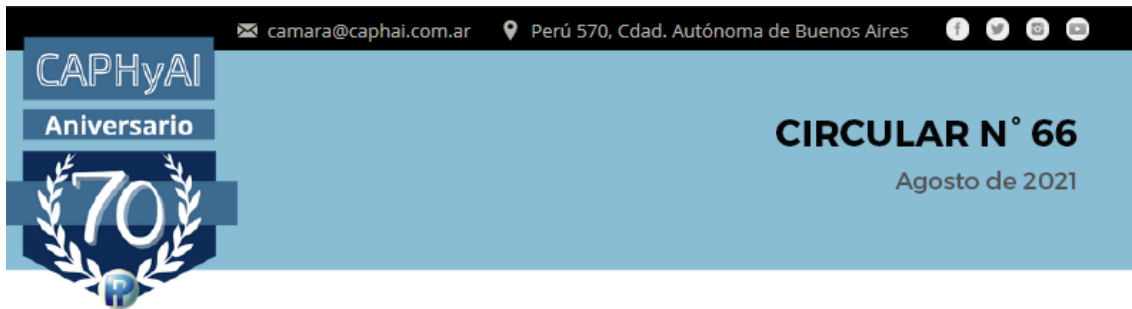 camara@caphai.com.ar Perú 570, Cdad. Autónoma de Buenos Aires
CAPHyAI
Aniversario
70
CIRCULAR N° 66
Agosto de 2021